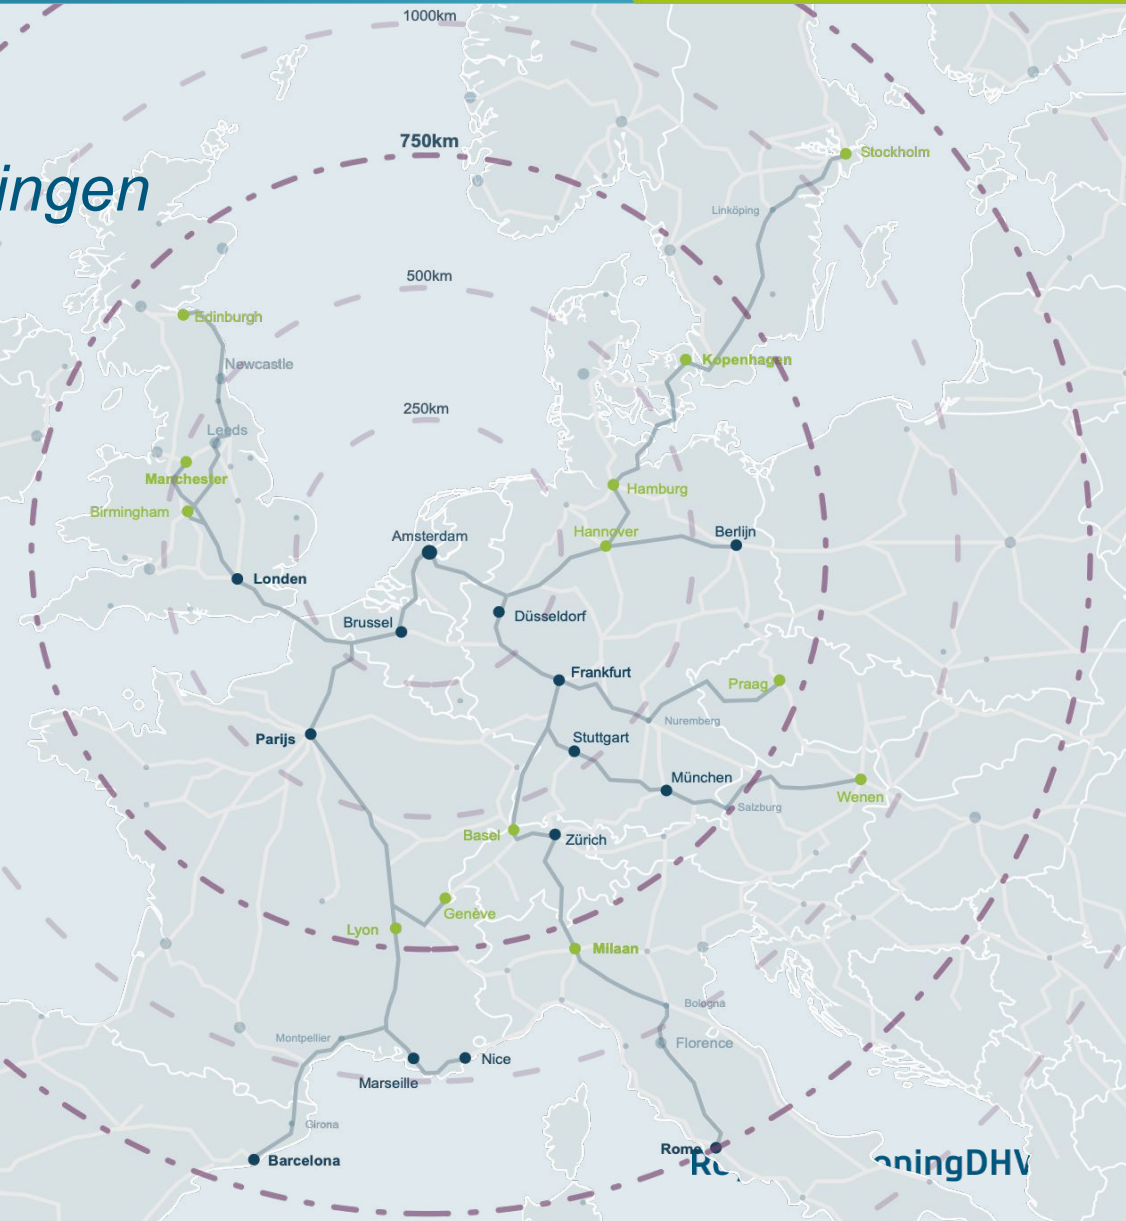 1000km
750km
Stockholm
ingen
Linköping
500km
Edinburgh
Newcastle
Kopenhagen
250km
Leeds
Manchester
Hamburg
Birmingham
Hannover
Berlijn
Amsterdam
Londen
Düsseldorf
Brussel
Frankfurt
Praag
Nuremberg
Parijs
Stuttgart
München
Wenen
Salzburg
Basel
Zürich
Genève
Lyon
Milaan
Bologna
Montpellier
Florence
Nice
Marseille
Girona
Rome
Barcelona
oningDHV